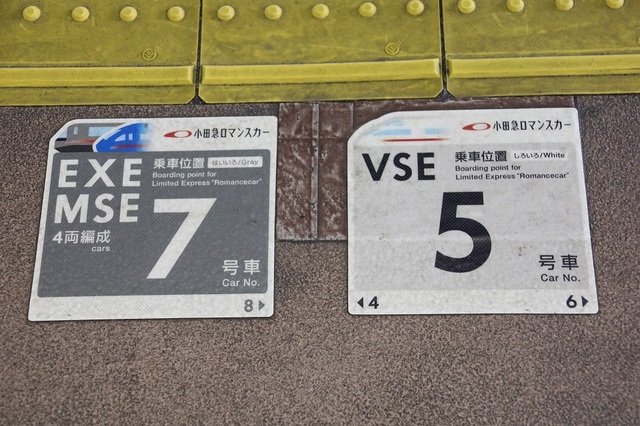 小田急ロマンスカー
EXE
MSE
乗車位置 はいいろ/Gray
Boarding point for
Limited Express "Romancecar"
4両編成
cars
7
号車
Car No.
8▶
小田急ロマンスカー
VSE
乗車位置 しろいろ/White
Boarding point for
Limited Express "Romancecar"
5
号車
Car No.
◀4
6▶